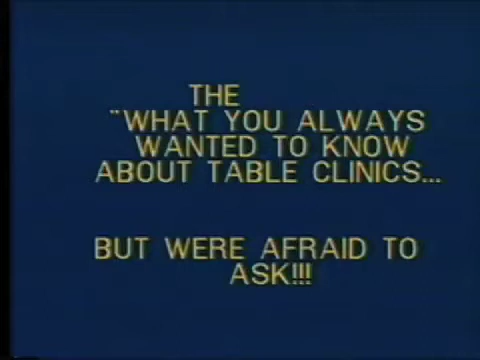 THE
"WHAT YOU ALWAYS
WANTED TO KNOW
ABOUT TABLE CLINICS...
BUT WERE AFRAID TO
ASK!!!